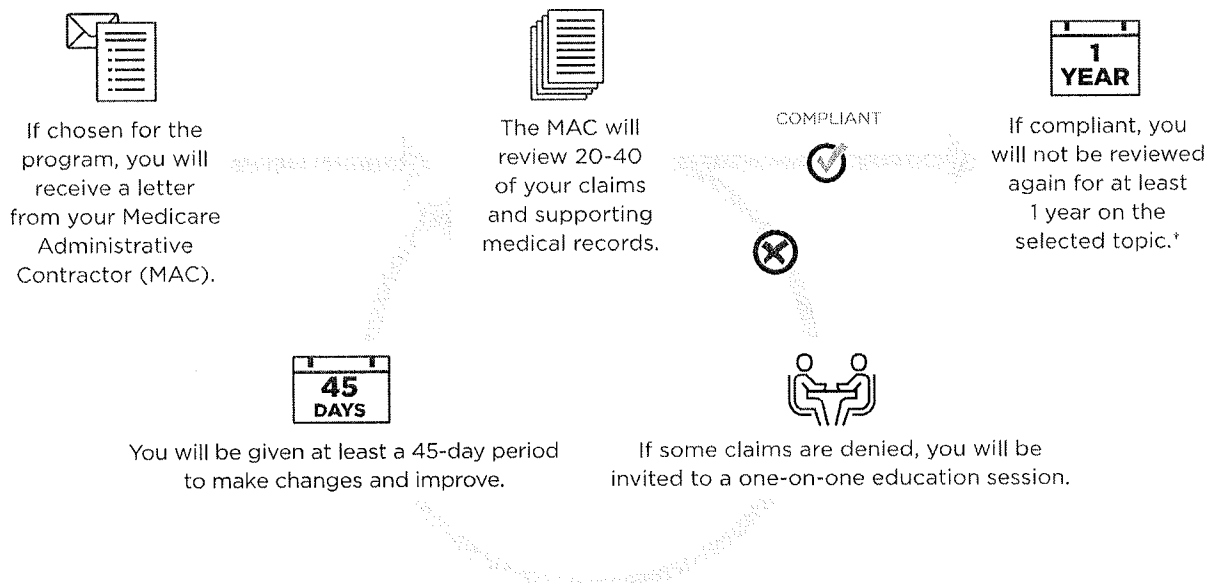 If chosen for the
program, you will
receive a letter
from your Medicare
Administrative
Contractor (MAC).
The MAC will
review 20-40
of your claims
and supporting
medical records.
COMPLIANT
1
YEAR
If compliant, you
will not be reviewed
again for at least
1 year on the
selected topic.*
45
DAYS
You will be given at least a 45-day period
to make changes and improve.
If some claims are denied, you will be
invited to a one-on-one education session.